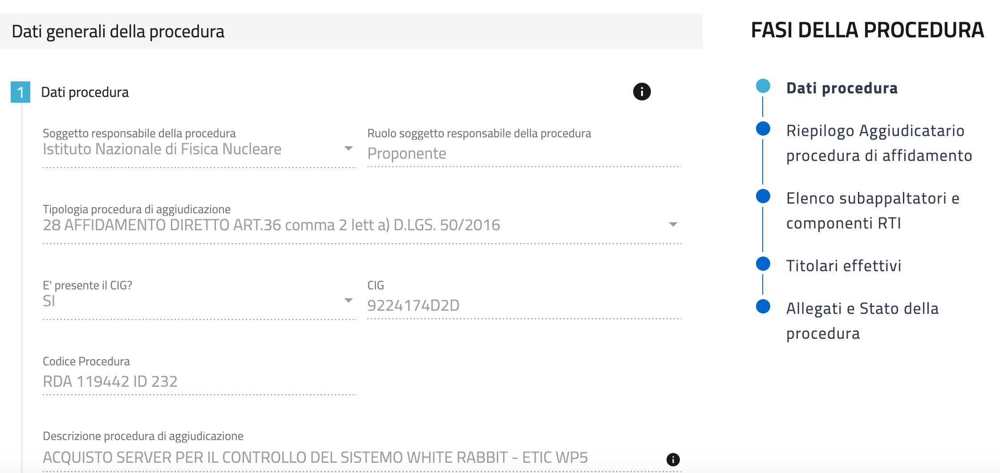 Dati generali della procedura
1 Dati procedura
Soggetto responsabile della procedura
Istituto Nazionale di Fisica Nucleare
Ruolo soggetto responsabile della procedura
Proponente
Tipologia procedura di aggiudicazione
28 AFFIDAMENTO DIRETTO ART.36 comma 2 lett a) D.LGS. 50/2016
E' presente il CIG?
SI
CIG
9224174D2D
Codice Procedura
RDA 119442 ID 232
Descrizione procedura di aggiudicazione
ACQUISTO SERVER PER IL CONTROLLO DEL SISTEMO WHITE RABBIT - ETIC WP5
FASI DELLA PROCEDURA
Dati procedura
Riepilogo Aggiudicatario
procedura di affidamento
Elenco subappaltatori e
componenti RTI
Titolari effettivi
Allegati e Stato della
procedura